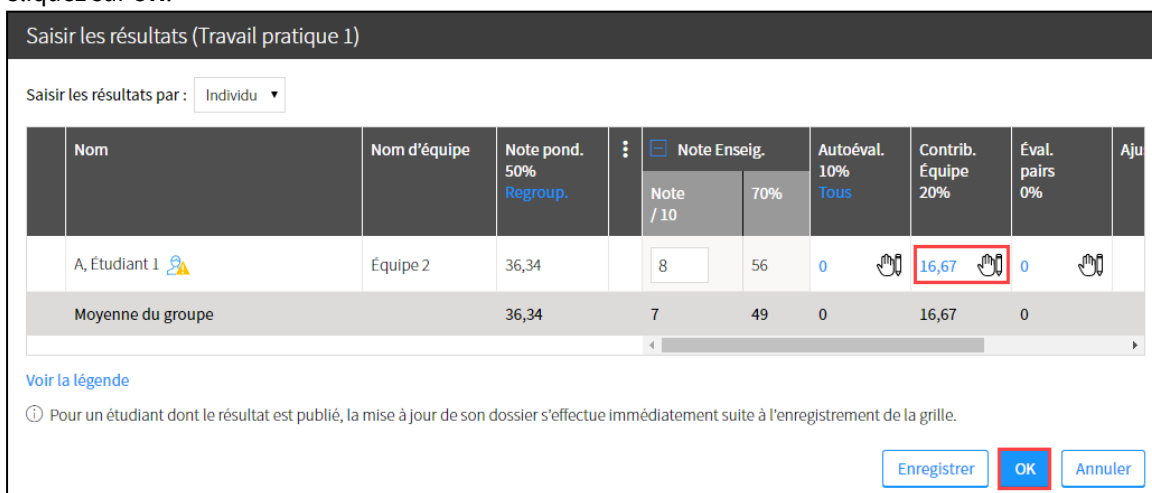 Saisir les résultats (Travail pratique 1)
Saisir les résultats par : Individu
Nom Nom d'équipe Note pond. 50% Regroup. Note Enseig. Autoéval. 10% Tous Contrib. Équipe 20% Éval. pairs 0% Aju
Note / 10 70%
A, Étudiant 1 Équipe 2 36,34 8 56 0 16,67 0
Moyenne du groupe 36,34 7 49 0 16,67 0
Voir la légende
Pour un étudiant dont le résultat est publié, la mise à jour de son dossier s'effectue immédiatement suite à l'enregistrement de la grille.
Enregistrer OK Annuler